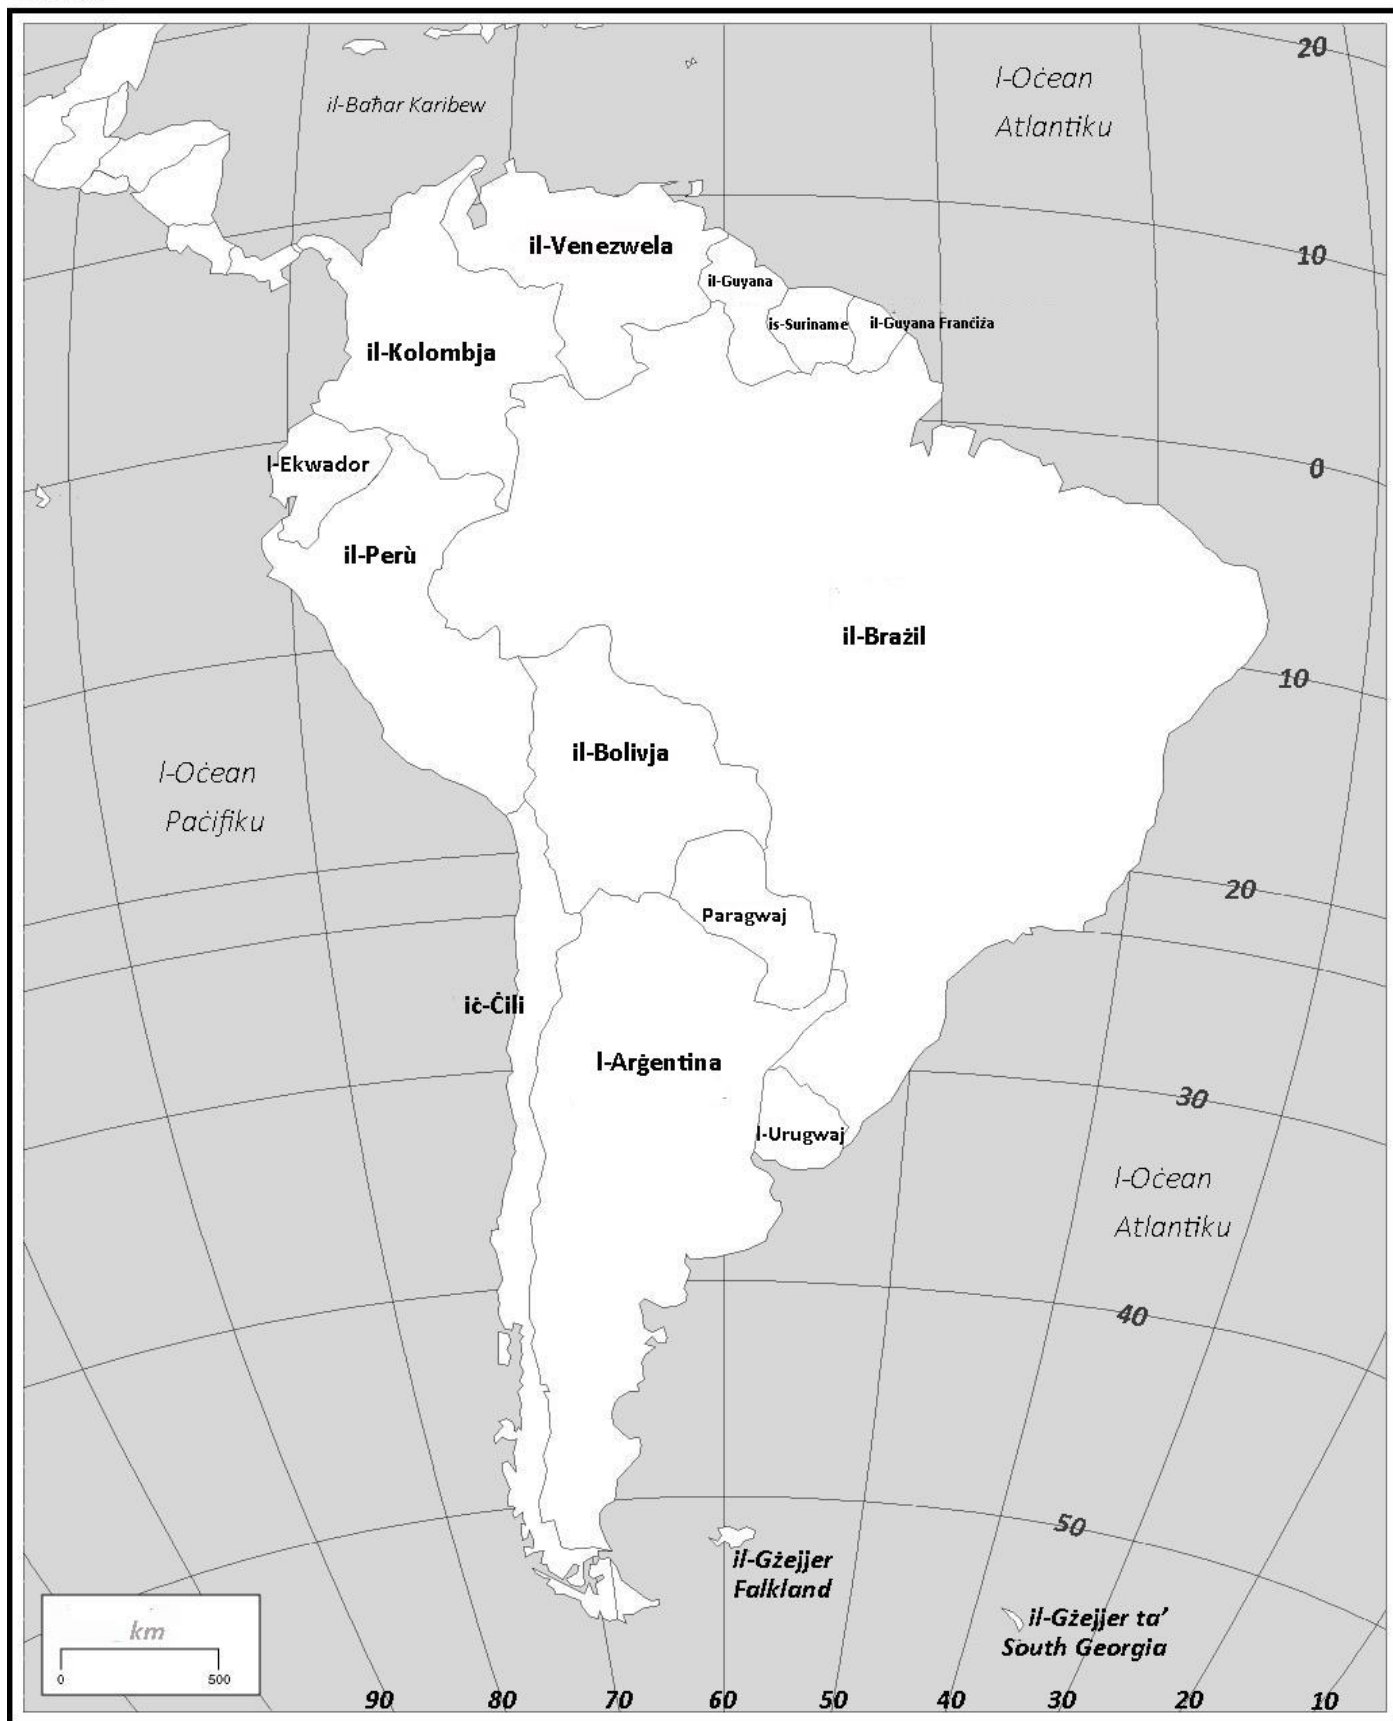 20
l-Oċean
Atlantiku
il-Baħar Karibew
il-Venezwela
10
il-Guyana
is-Suriname
il-Guyana Franċiża
il-Kolombja
l-Ekwador
0
il-Perù
il-Brażil
10
il-Bolivja
l-Oċean
Paċifiku
20
Paragwaj
iċ-Ċili
l-Arġentina
30
l-Urugwaj
l-Oċean
Atlantiku
40
50
il-Gżejjer
Falkland
il-Gżejjer ta’
South Georgia
km
0 500
90 80 70 60 50 40 30 20 10